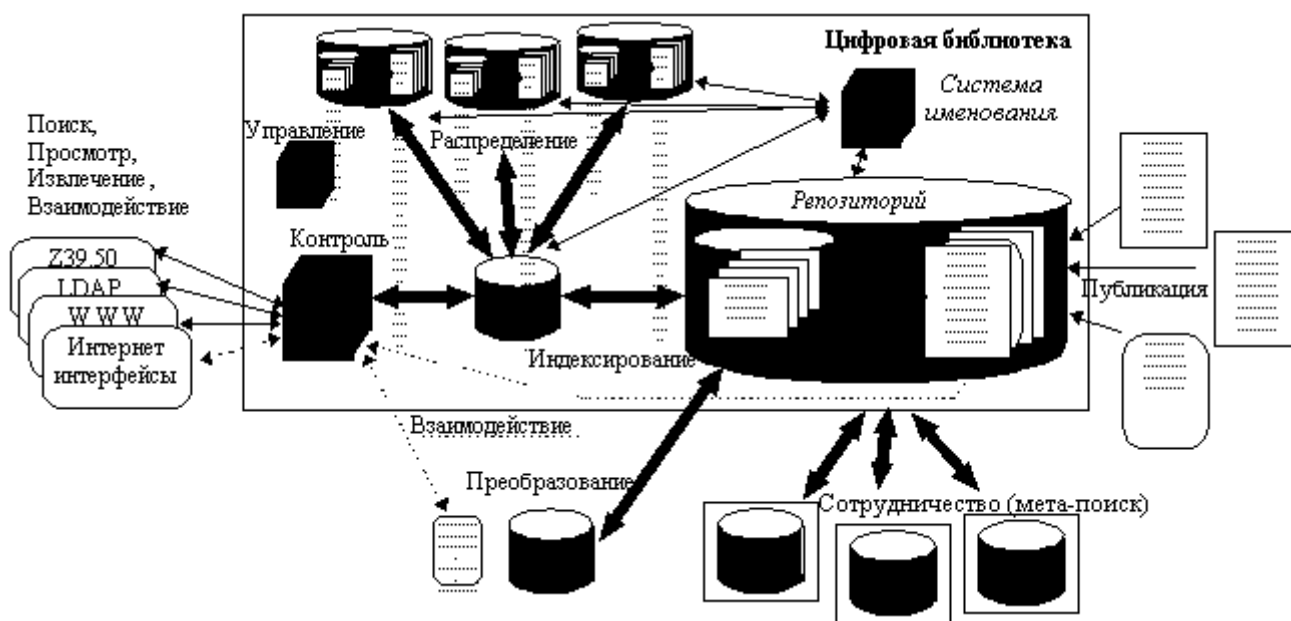 Цифровая библиотека
Система
именования
Управление
Распределение
Поиск,
Просмотр,
Извлечение,
Взаимодействие
Репозиторий
Контроль
Z39.50
LDAP
W W W
Интернет
интерфейсы
Публикация
Индексирование
Взаимодействие
Преобразование
Сотрудничество (мета-поиск)